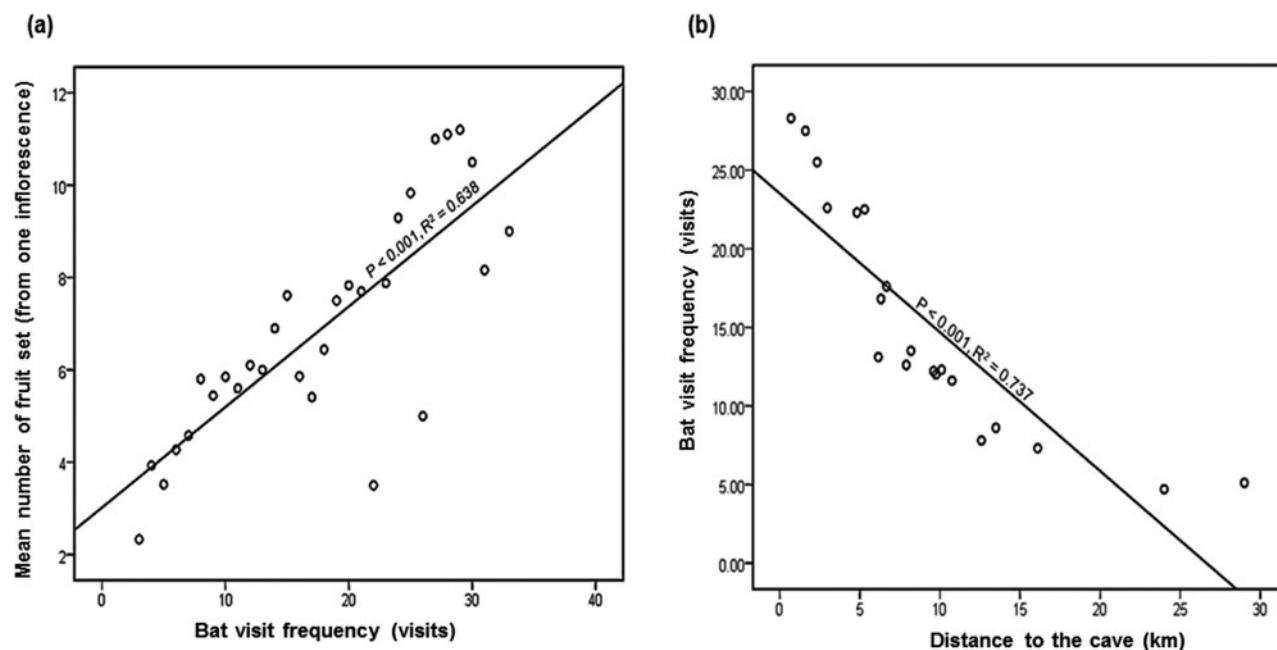 (a)
Mean number of fruit set (from one inflorescence)
12
10
8
6
4
2
P < 0.001, R² = 0.638
0 10 20 30 40
Bat visit frequency (visits)
(b)
Bat visit frequency (visits)
30.00
25.00
20.00
15.00
10.00
5.00
0.00
P < 0.001, R² = 0.737
0 5 10 15 20 25 30
Distance to the cave (km)